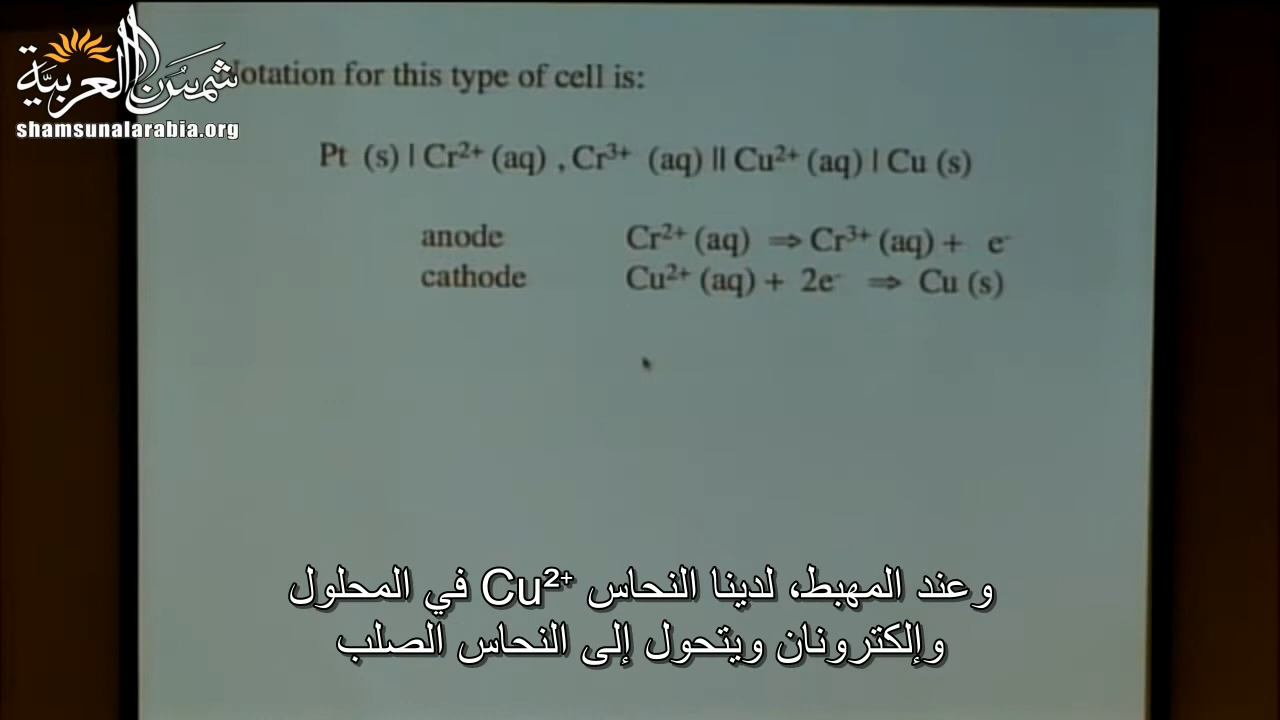 شمس العربية
shamsunalarabia.org
otation for this type of cell is:
Pt (s) | Cr²⁺ (aq) , Cr³⁺ (aq) || Cu²⁺ (aq) | Cu (s)
anode Cr²⁺ (aq) ⇒ Cr³⁺ (aq) + e⁻
cathode Cu²⁺ (aq) + 2e⁻ ⇒ Cu (s)
وعند المهبط، لدينا النحاس Cu²⁺ في المحلول
وإلكترونان ويتحول إلى النحاس الصلب